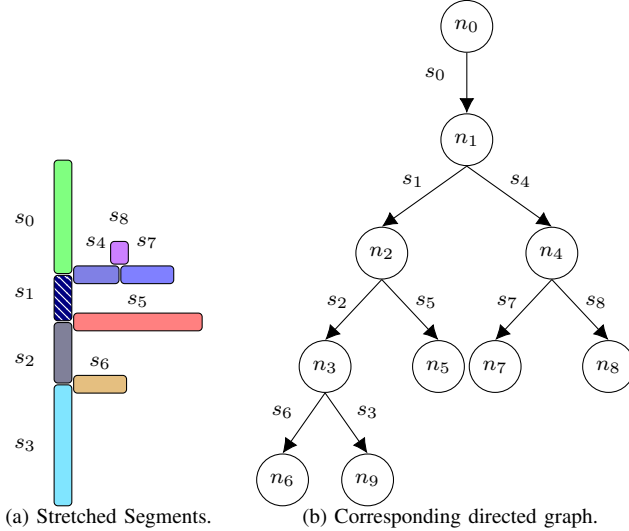 n0
s0
n1
s1 s4
n2 n4
s2 s5 s7 s8
n3 n5 n7 n8
s6 s3
n6 n9
s8
s0 s4 s7
s1 s5
s2 s6
s3
(a) Stretched Segments.
(b) Corresponding directed graph.